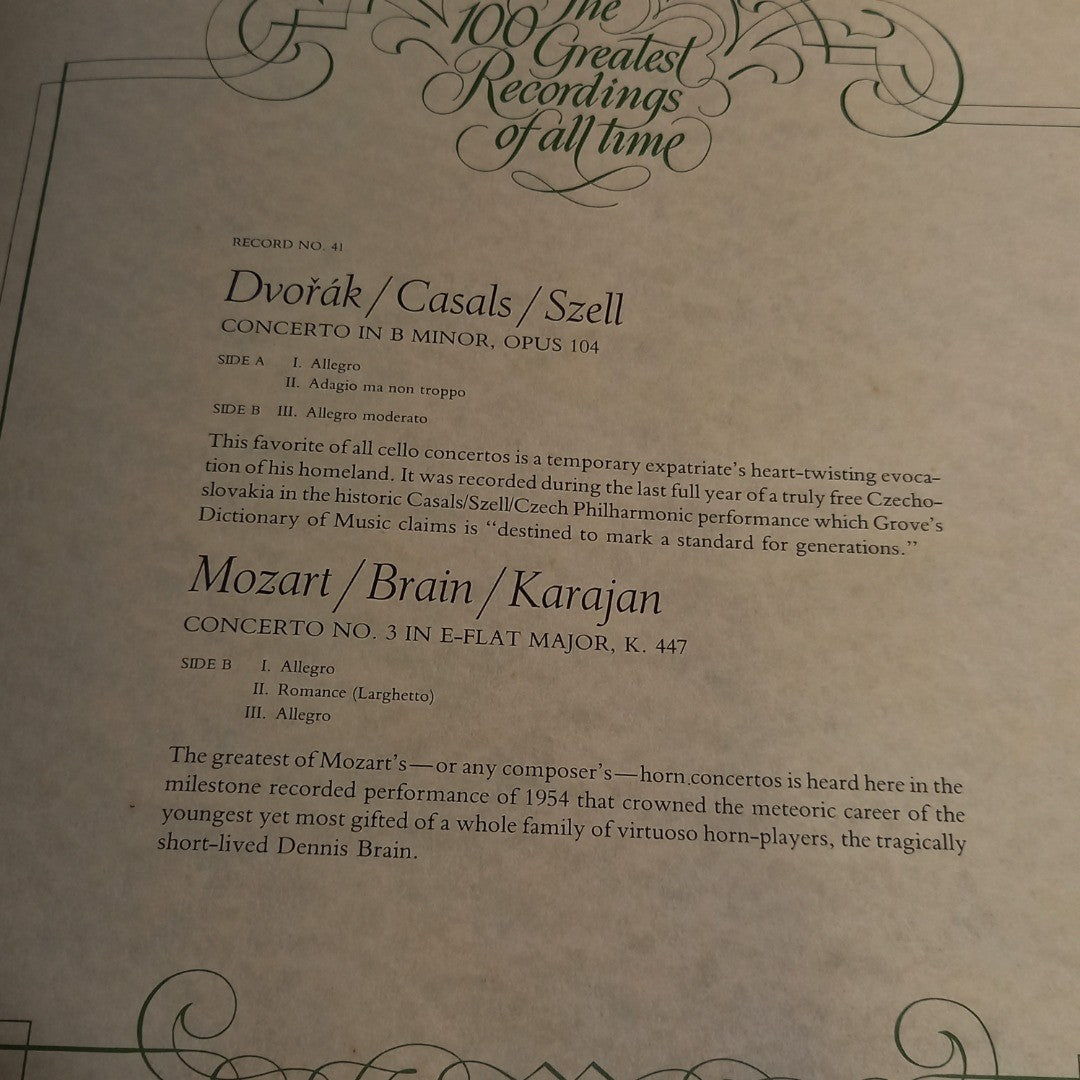 The
100
Greatest
Recordings
of all time
RECORD NO. 41
Dvořák / Casals / Szell
CONCERTO IN B MINOR, OPUS 104
SIDE A I. Allegro
II. Adagio ma non troppo
SIDE B III. Allegro moderato
This favorite of all cello concertos is a temporary expatriate's heart-twisting evoca-
tion of his homeland. It was recorded during the last full year of a truly free Czecho-
slovakia in the historic Casals/Szell/Czech Philharmonic performance which Grove's
Dictionary of Music claims is "destined to mark a standard for generations."
Mozart / Brain / Karajan
CONCERTO NO. 3 IN E-FLAT MAJOR, K. 447
SIDE B I. Allegro
II. Romance (Larghetto)
III. Allegro
The greatest of Mozart's—or any composer's—horn concertos is heard here in the
milestone recorded performance of 1954 that crowned the meteoric career of the
youngest yet most gifted of a whole family of virtuoso horn-players, the tragically
short-lived Dennis Brain.